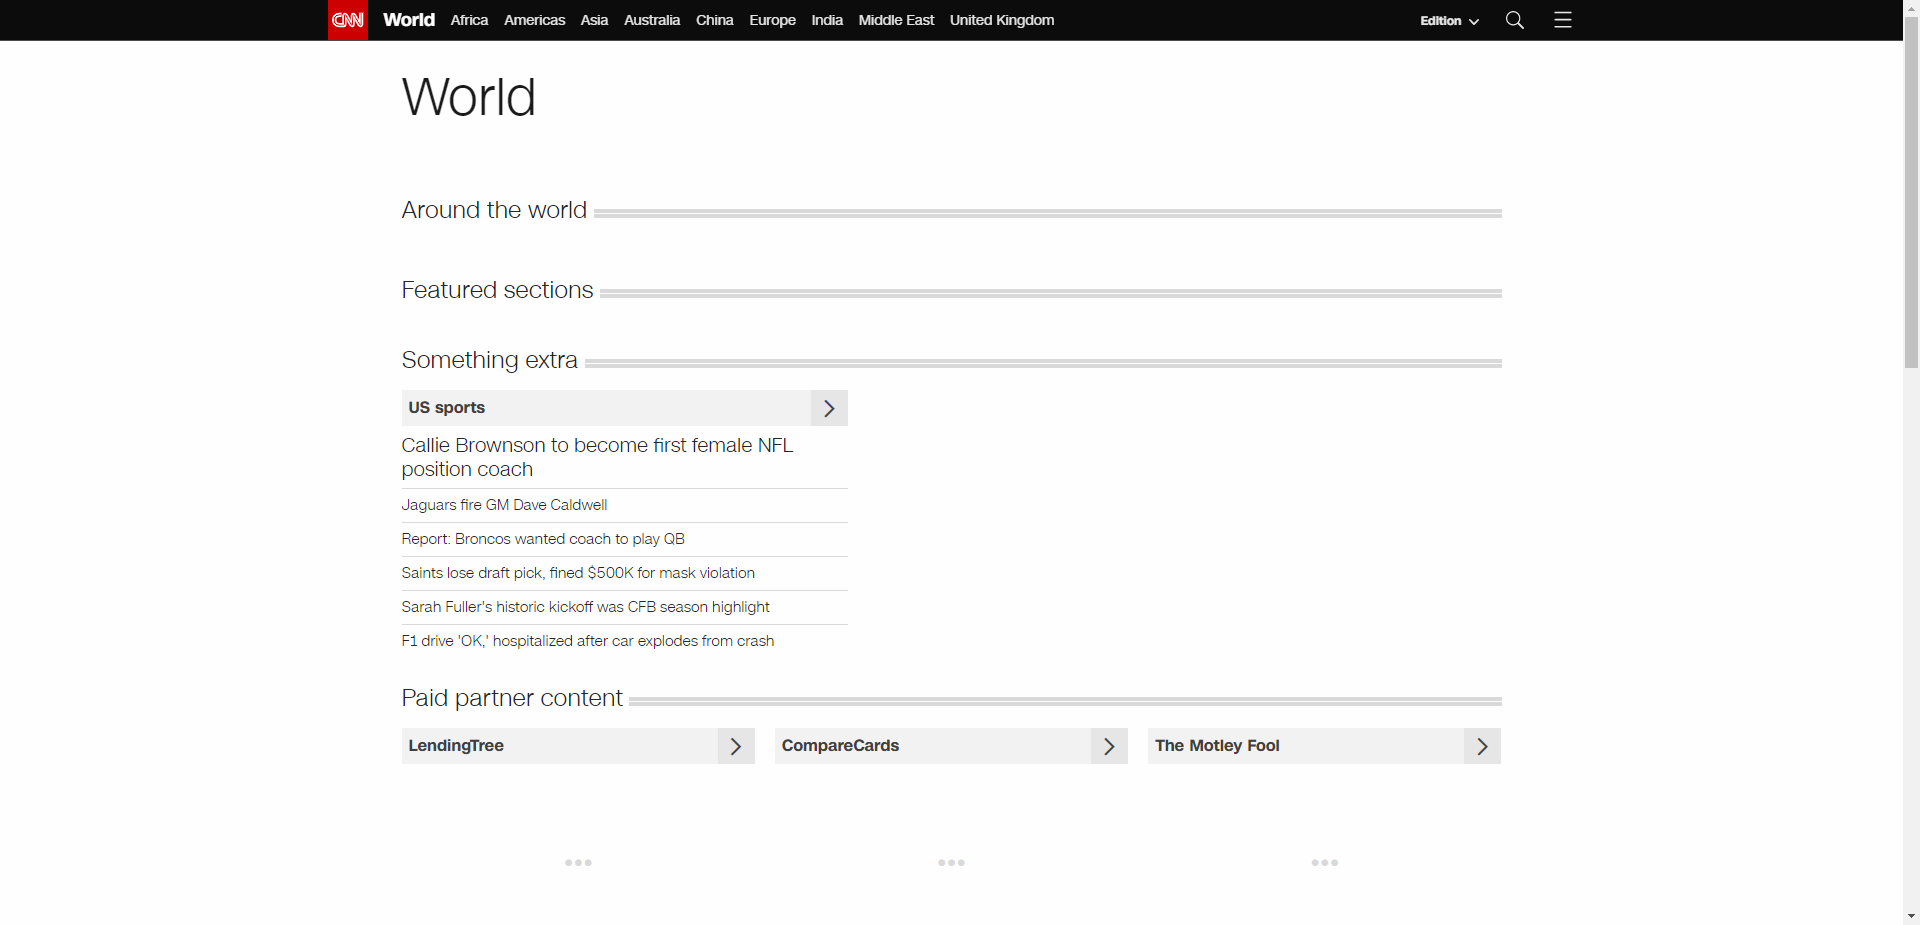 CNN World Africa Americas Asia Australia China Europe India Middle East United Kingdom Edition
World
Around the world
Featured sections
Something extra
US sports
Callie Brownson to become first female NFL
position coach
Jaguars fire GM Dave Caldwell
Report: Broncos wanted coach to play QB
Saints lose draft pick, fined $500K for mask violation
Sarah Fuller's historic kickoff was CFB season highlight
F1 drive 'OK,' hospitalized after car explodes from crash
Paid partner content
LendingTree CompareCards The Motley Fool